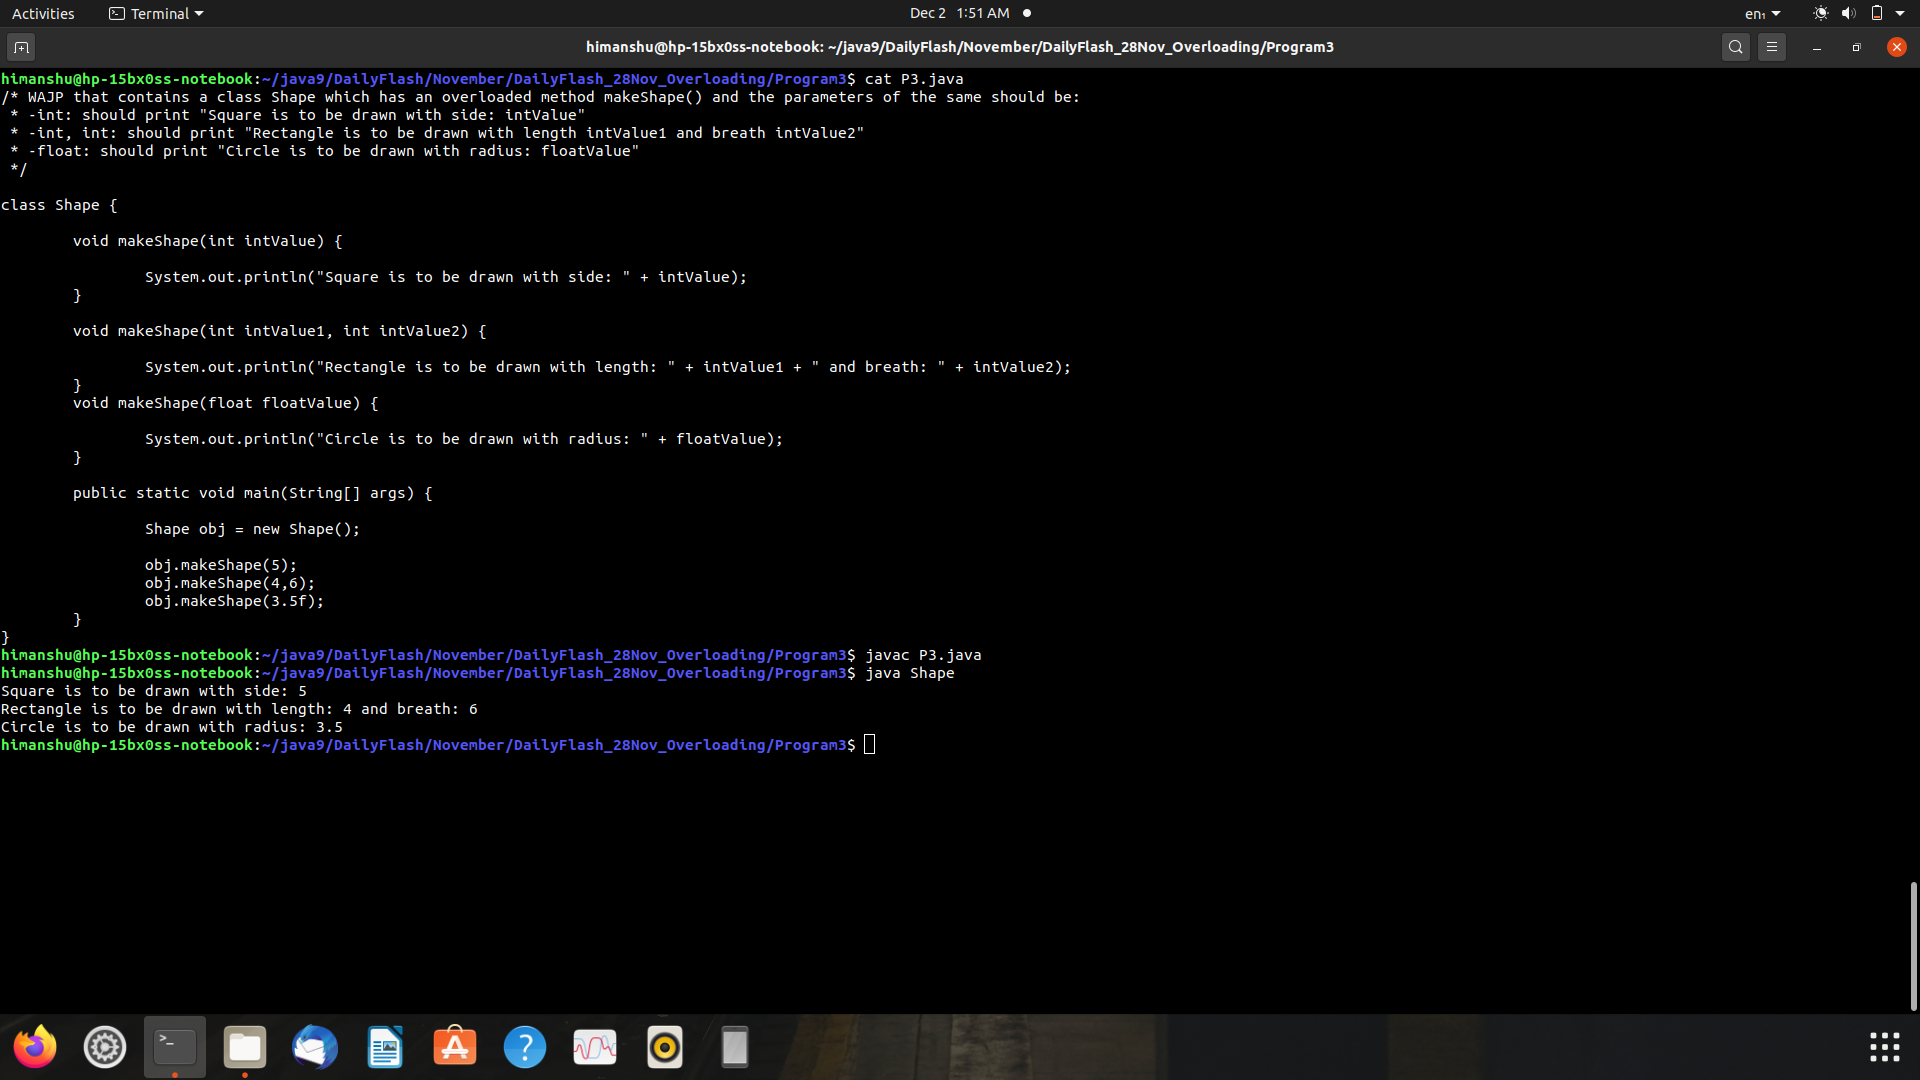 Activities Terminal Dec 2 1:51 AM en₁
himanshu@hp-15bx0ss-notebook: ~/java9/DailyFlash/November/DailyFlash_28Nov_Overloading/Program3
himanshu@hp-15bx0ss-notebook:~/java9/DailyFlash/November/DailyFlash_28Nov_Overloading/Program3$ cat P3.java
/* WAJP that contains a class Shape which has an overloaded method makeShape() and the parameters of the same should be:
 * -int: should print "Square is to be drawn with side: intValue"
 * -int, int: should print "Rectangle is to be drawn with length intValue1 and breath intValue2"
 * -float: should print "Circle is to be drawn with radius: floatValue"
 */
class Shape {
        void makeShape(int intValue) {
                System.out.println("Square is to be drawn with side: " + intValue);
        }
        void makeShape(int intValue1, int intValue2) {
                System.out.println("Rectangle is to be drawn with length: " + intValue1 + " and breath: " + intValue2);
        }
        void makeShape(float floatValue) {
                System.out.println("Circle is to be drawn with radius: " + floatValue);
        }
        public static void main(String[] args) {
                Shape obj = new Shape();
                obj.makeShape(5);
                obj.makeShape(4,6);
                obj.makeShape(3.5f);
        }
}
himanshu@hp-15bx0ss-notebook:~/java9/DailyFlash/November/DailyFlash_28Nov_Overloading/Program3$ javac P3.java
himanshu@hp-15bx0ss-notebook:~/java9/DailyFlash/November/DailyFlash_28Nov_Overloading/Program3$ java Shape
Square is to be drawn with side: 5
Rectangle is to be drawn with length: 4 and breath: 6
Circle is to be drawn with radius: 3.5
himanshu@hp-15bx0ss-notebook:~/java9/DailyFlash/November/DailyFlash_28Nov_Overloading/Program3$